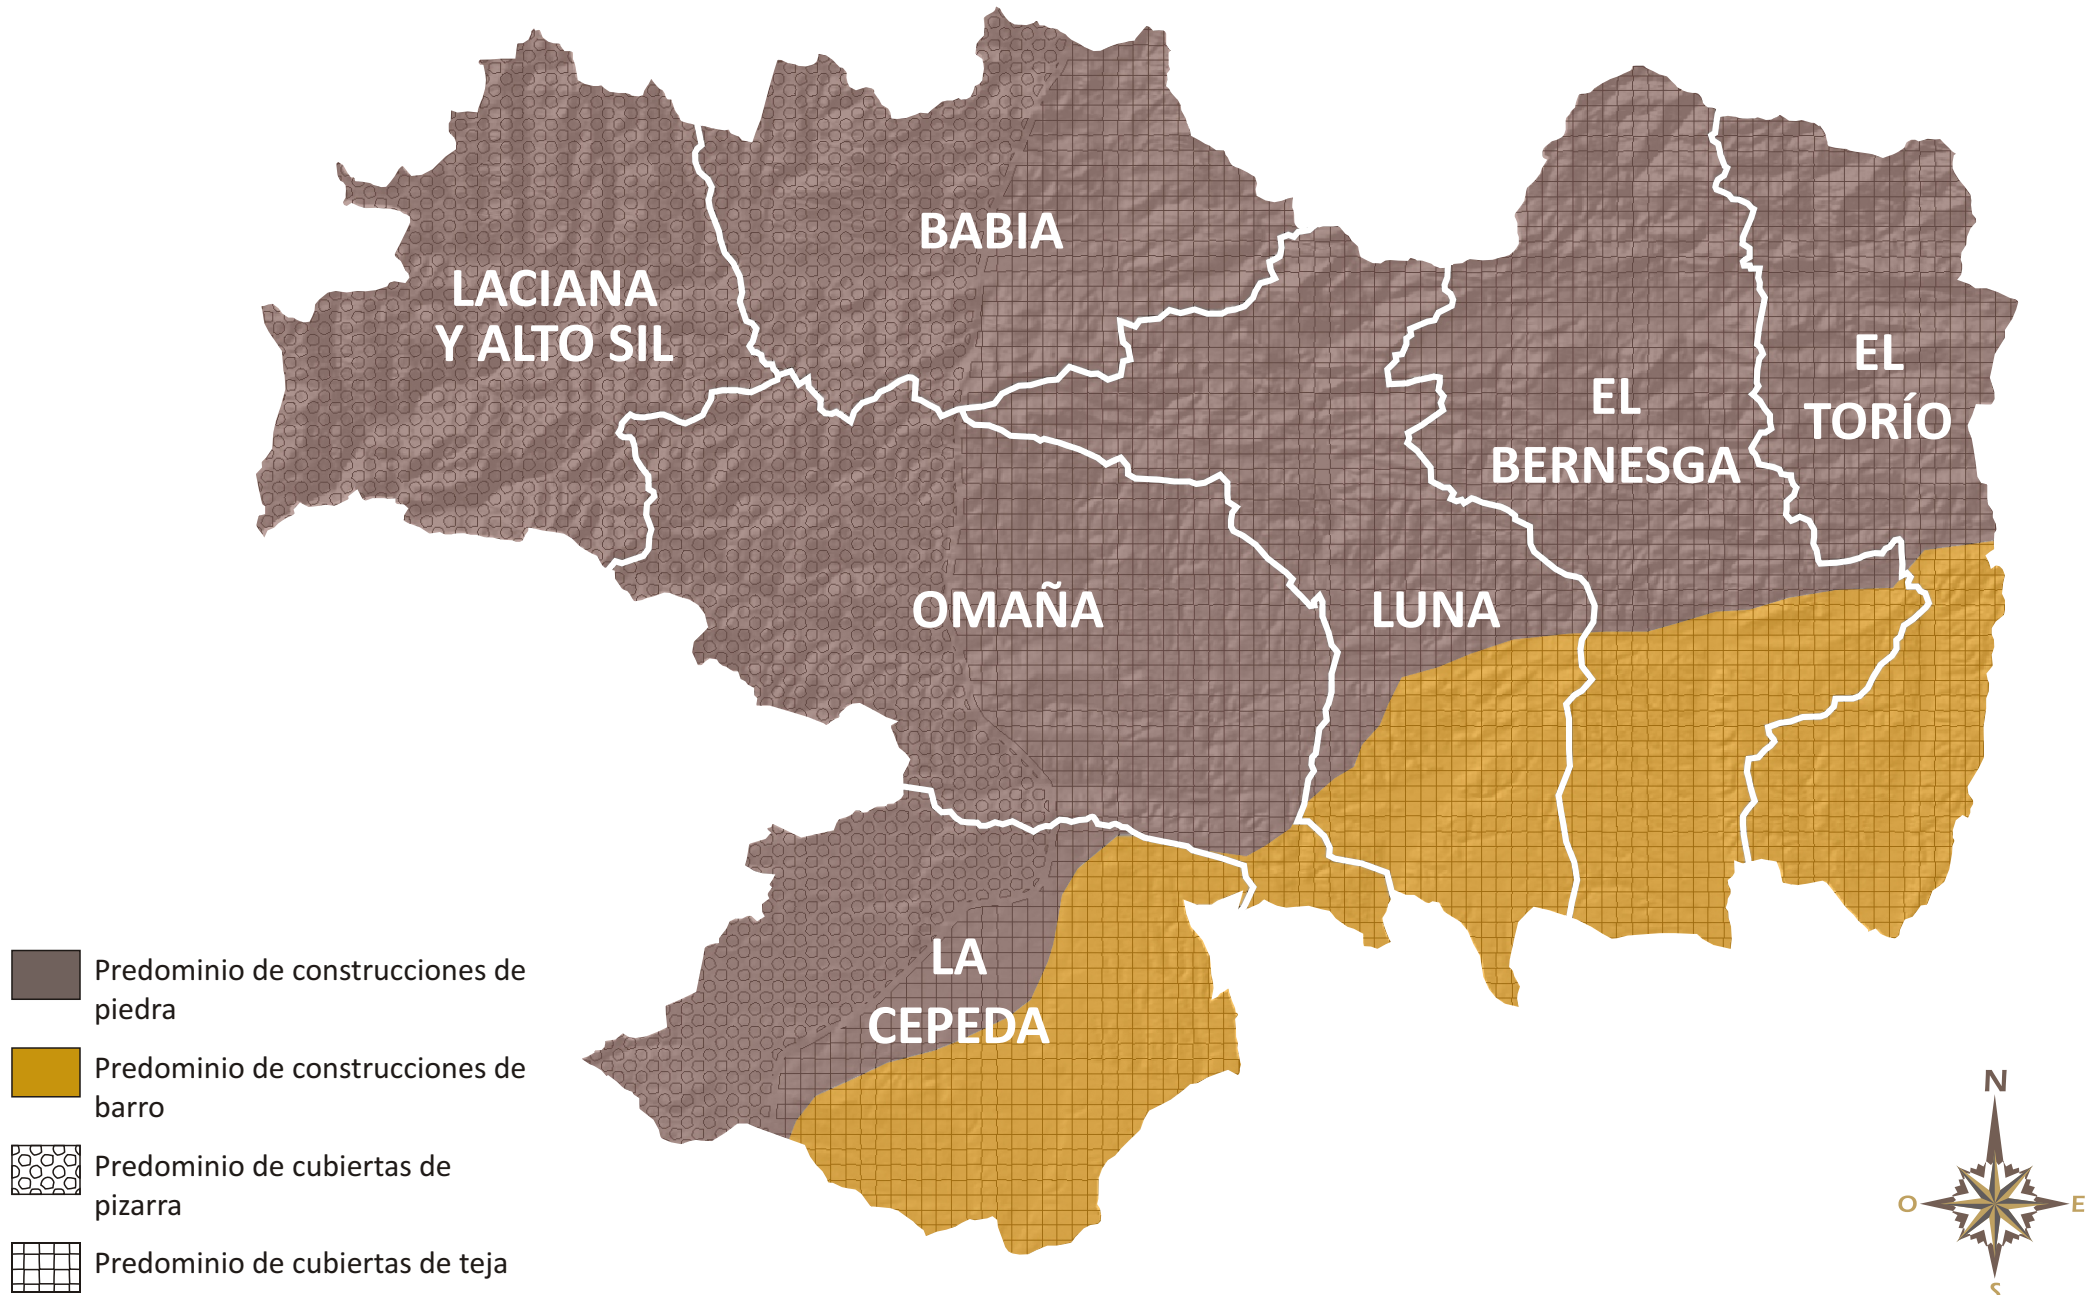 BABIA
LACIANA
Y ALTO SIL
EL
TORÍO
EL
BERNESGA
OMAÑA
LUNA
LA
CEPEDA
Predominio de construcciones de
piedra
Predominio de construcciones de
barro
Predominio de cubiertas de
pizarra
Predominio de cubiertas de teja
N
O
E
S